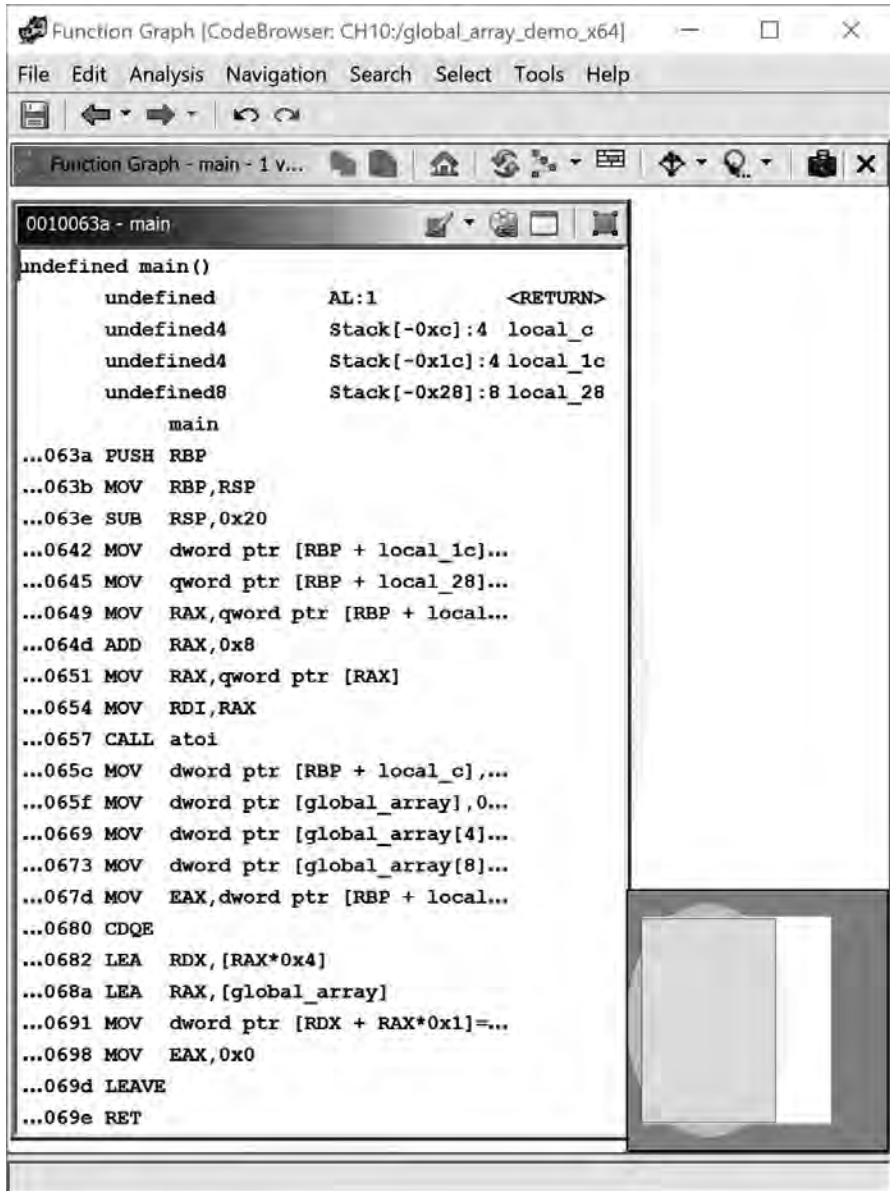 Function Graph [CodeBrowser: CH10:/global_array_demo_x64]
File Edit Analysis Navigation Search Select Tools Help
Function Graph - main - 1 v...
0010063a - main
undefined main()
undefined AL:1 <RETURN>
undefined4 Stack[-0xc]:4 local_c
undefined4 Stack[-0x1c]:4 local_1c
undefined8 Stack[-0x28]:8 local_28
main
...063a PUSH RBP
...063b MOV RBP,RSP
...063e SUB RSP,0x20
...0642 MOV dword ptr [RBP + local_1c]...
...0645 MOV qword ptr [RBP + local_28]...
...0649 MOV RAX,qword ptr [RBP + local...
...064d ADD RAX,0x8
...0651 MOV RAX,qword ptr [RAX]
...0654 MOV RDI,RAX
...0657 CALL atoi
...065c MOV dword ptr [RBP + local_c],...
...065f MOV dword ptr [global_array],0...
...0669 MOV dword ptr [global_array[4]...
...0673 MOV dword ptr [global_array[8]...
...067d MOV EAX,dword ptr [RBP + local...
...0680 CDQE
...0682 LEA RDX,[RAX*0x4]
...068a LEA RAX,[global_array]
...0691 MOV dword ptr [RDX + RAX*0x1]=...
...0698 MOV EAX,0x0
...069d LEAVE
...069e RET